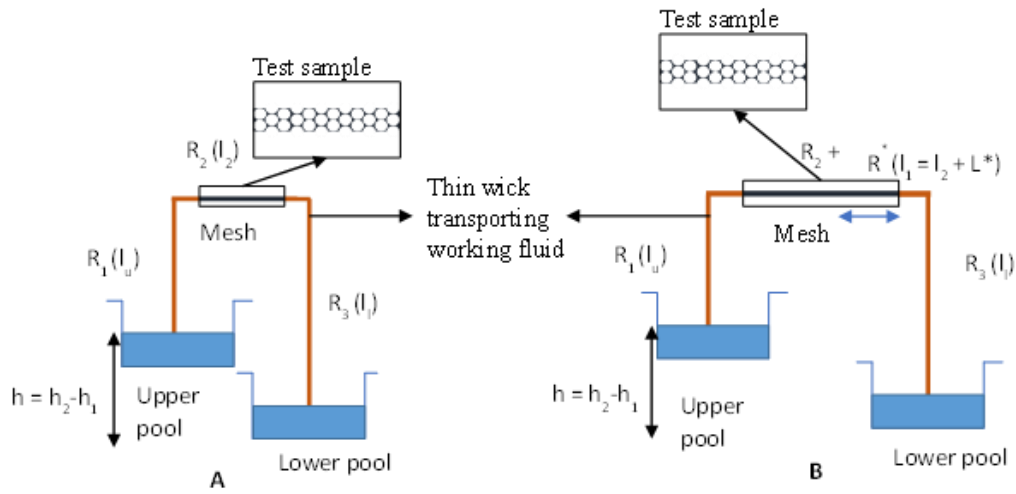 Test sample
R₂ (l₂)
Mesh
R₁ (lᵤ)
R₃ (lₗ)
h = h₂-h₁
Upper
pool
Lower pool
A
Thin wick
transporting
working fluid
Test sample
R₂ +
R* (l₁ = l₂ + L*)
Mesh
R₁ (lᵤ)
R₃ (lₗ)
h = h₂-h₁
Upper
pool
Lower pool
B